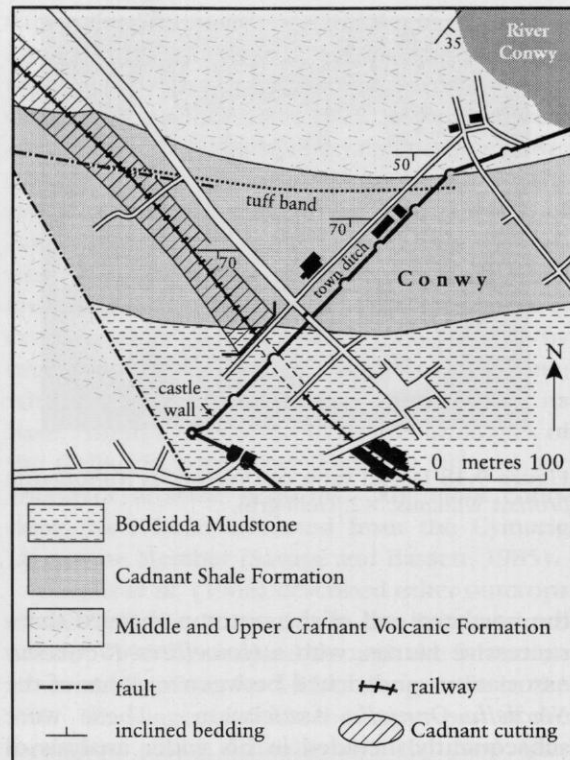 River
Conwy
35
50
tuff band
70
town ditch
70
Conwy
N
castle
wall
0 metres 100
Bodeidda Mudstone
Cadnant Shale Formation
Middle and Upper Crafnant Volcanic Formation
fault
railway
inclined bedding
Cadnant cutting